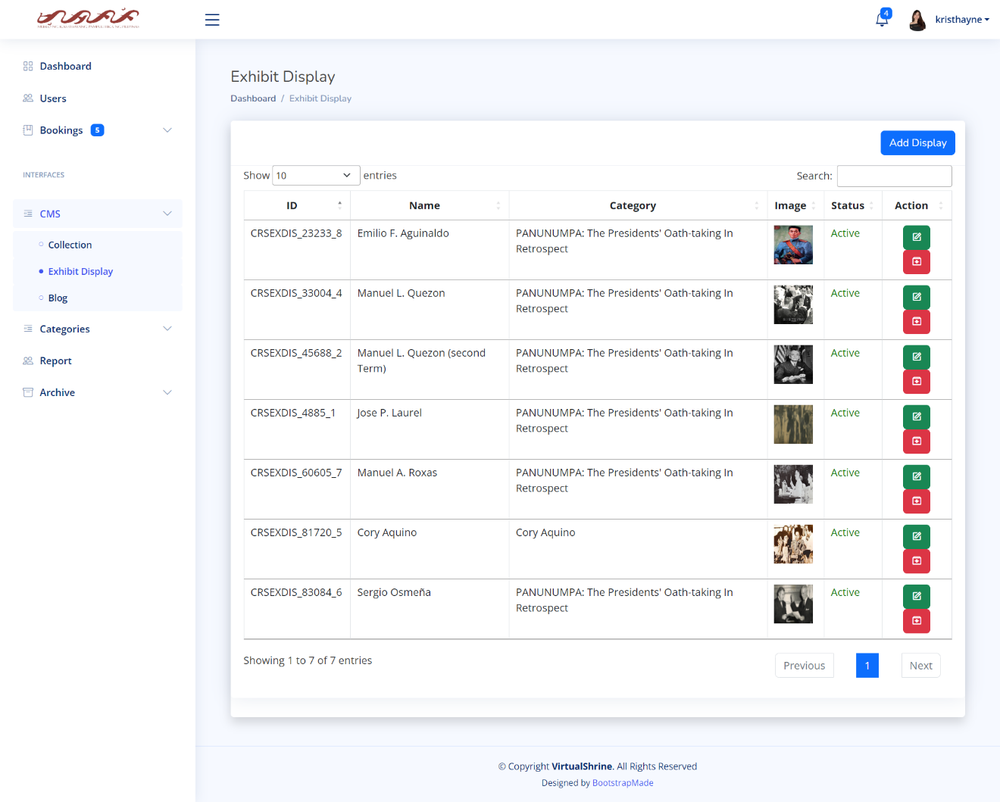 4
kristhayne
Dashboard
Users
Bookings 5
INTERFACES
CMS
Collection
Exhibit Display
Blog
Categories
Report
Archive
Exhibit Display
Dashboard / Exhibit Display
Add Display
Show 10 entries
Search:
ID Name Category Image Status Action
CRSEXDIS_23233_8 Emilio F. Aguinaldo PANUNUMPA: The Presidents' Oath-taking In Active
Retrospect
CRSEXDIS_33004_4 Manuel L. Quezon PANUNUMPA: The Presidents' Oath-taking In Active
Retrospect
CRSEXDIS_45688_2 Manuel L. Quezon (second PANUNUMPA: The Presidents' Oath-taking In Active
Term) Retrospect
CRSEXDIS_4885_1 Jose P. Laurel PANUNUMPA: The Presidents' Oath-taking In Active
Retrospect
CRSEXDIS_60605_7 Manuel A. Roxas PANUNUMPA: The Presidents' Oath-taking In Active
Retrospect
CRSEXDIS_81720_5 Cory Aquino Cory Aquino Active
CRSEXDIS_83084_6 Sergio Osmeña PANUNUMPA: The Presidents' Oath-taking In Active
Retrospect
Showing 1 to 7 of 7 entries
Previous 1 Next
© Copyright VirtualShrine. All Rights Reserved
Designed by BootstrapMade